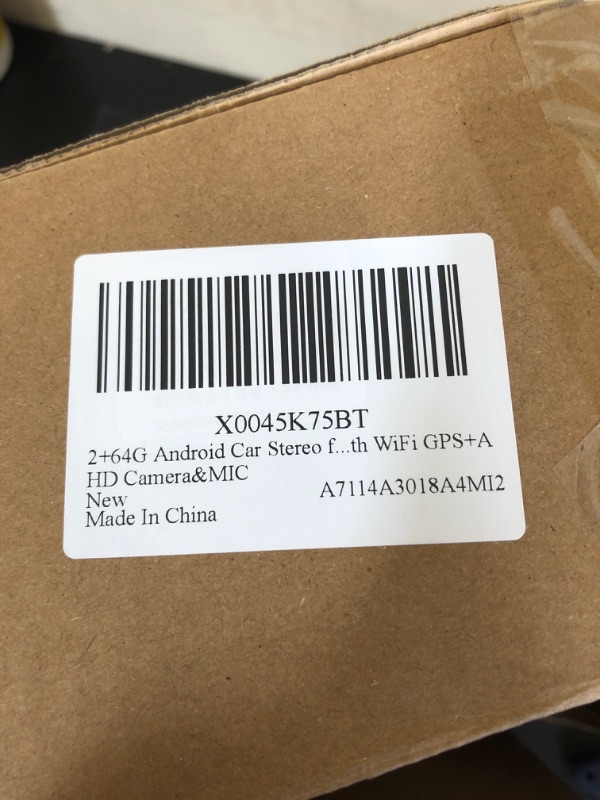 X0045K75BT
2+64G Android Car Stereo f...th WiFi GPS+A
HD Camera&MIC
New
A7114A3018A4MI2
Made In China